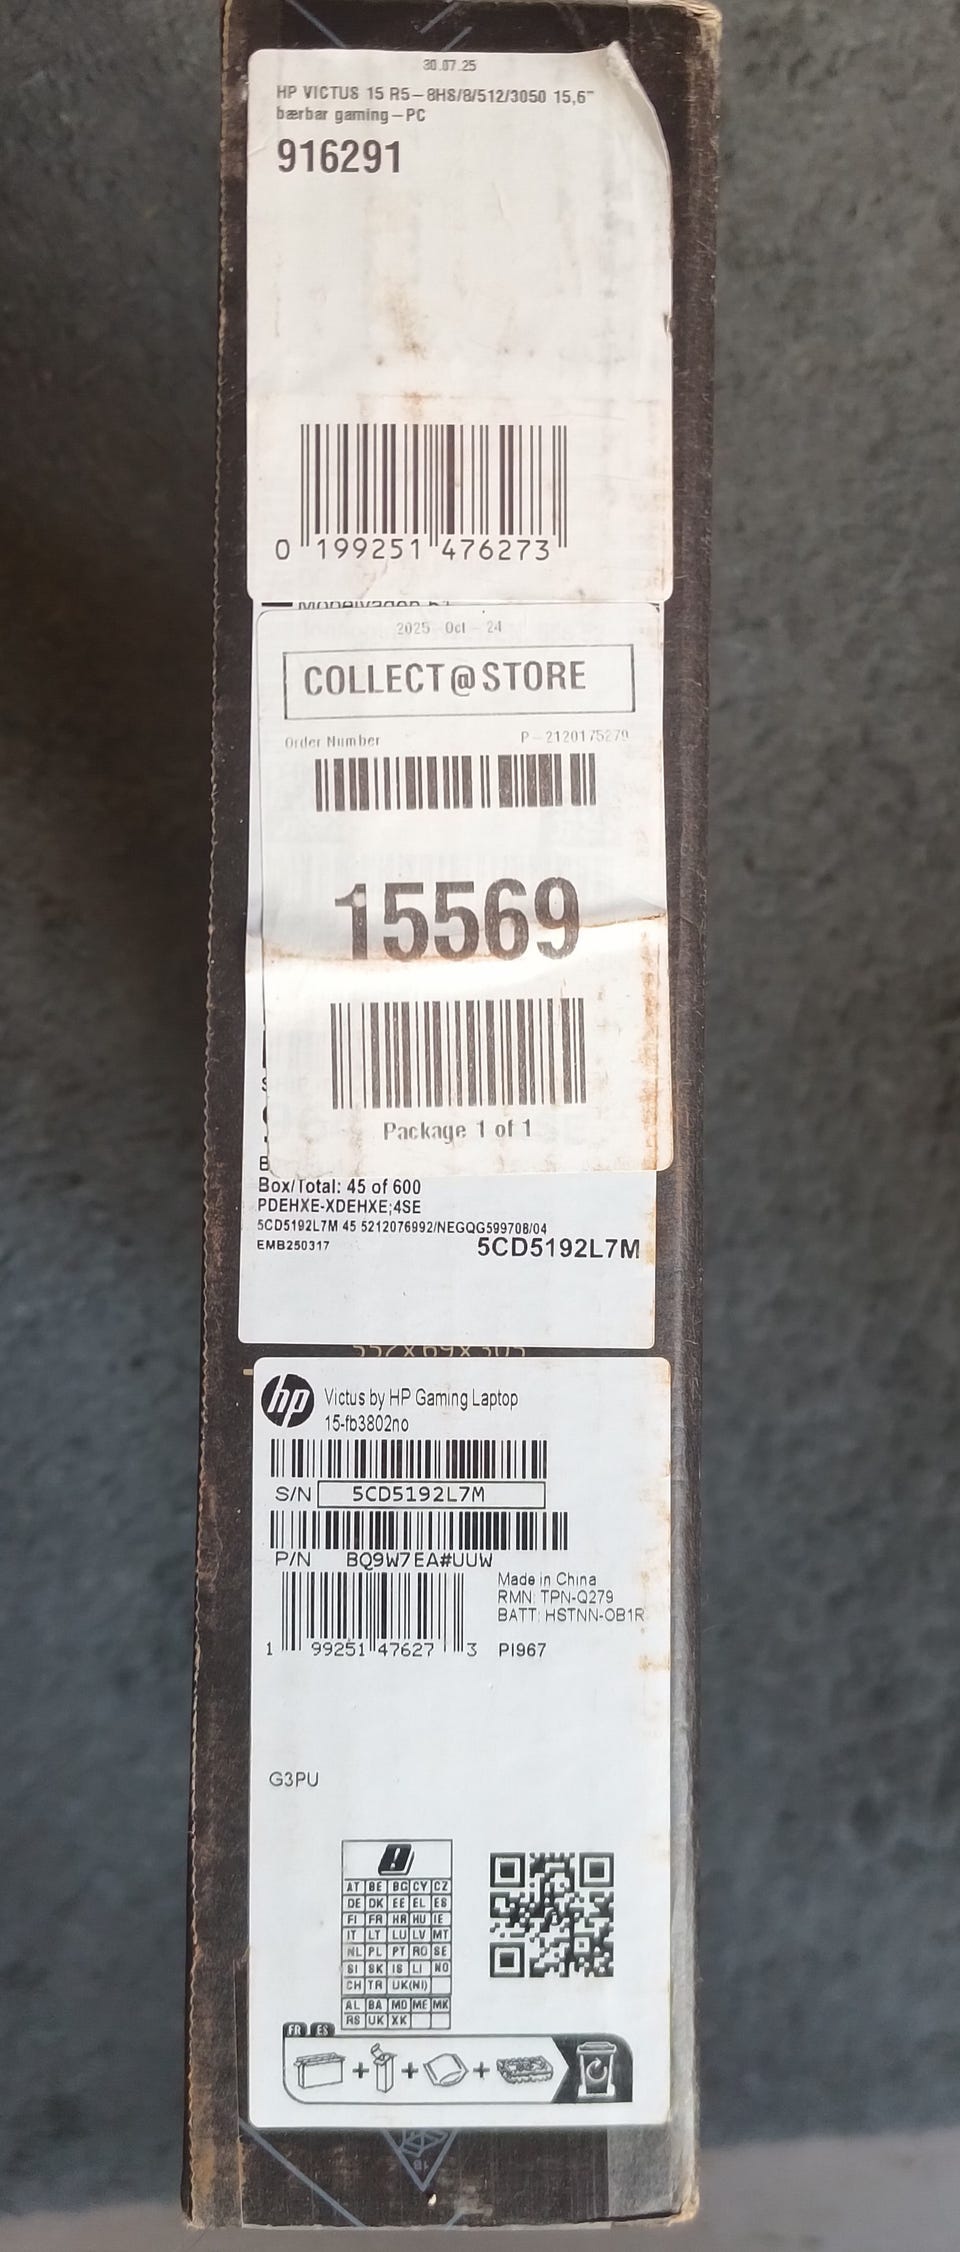 30.07.25
HP VICTUS 15 R5-8HS/8/512/3050 15,6"
bærbar gaming-PC
916291
0 199251 476273
2025 Oct - 24
COLLECT@STORE
Order Number P-2120175279
15569
Package 1 of 1
Box/Total: 45 of 600
PDEHXE-XDEHXE;4SE
5CD5192L7M 45 5212076992/NEGQG599708/04
EMB250317 5CD5192L7M
557x69x305
hp Victus by HP Gaming Laptop
15-fb3802no
S/N 5CD5192L7M
P/N BQ9W7EA#UUW
Made in China
RMN: TPN-Q279
BATT: HSTNN-OB1R
1 99251 47627 3 PI967
G3PU
AT BE BG CY CZ
DE DK EE EL ES
FI FR HR HU IE
IT LT LU LV MT
NL PL PT RO SE
SI SK IS LI NO
CH TR UK(NI)
AL BA MD ME MK
RS UK XK
FR ES